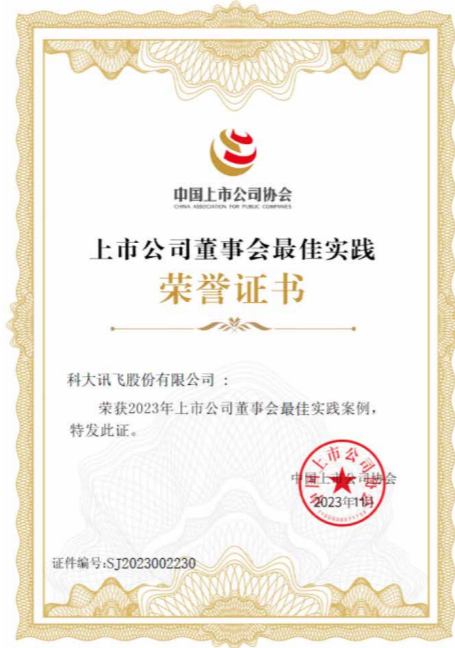 中国上市公司协会
CHINA ASSOCIATION FOR PUBLIC COMPANIES
上市公司董事会最佳实践
荣誉证书
科大讯飞股份有限公司：
荣获2023年上市公司董事会最佳实践案例，
特发此证。
中国上市公司协会
2023年11月
证件编号:SJ2023002230